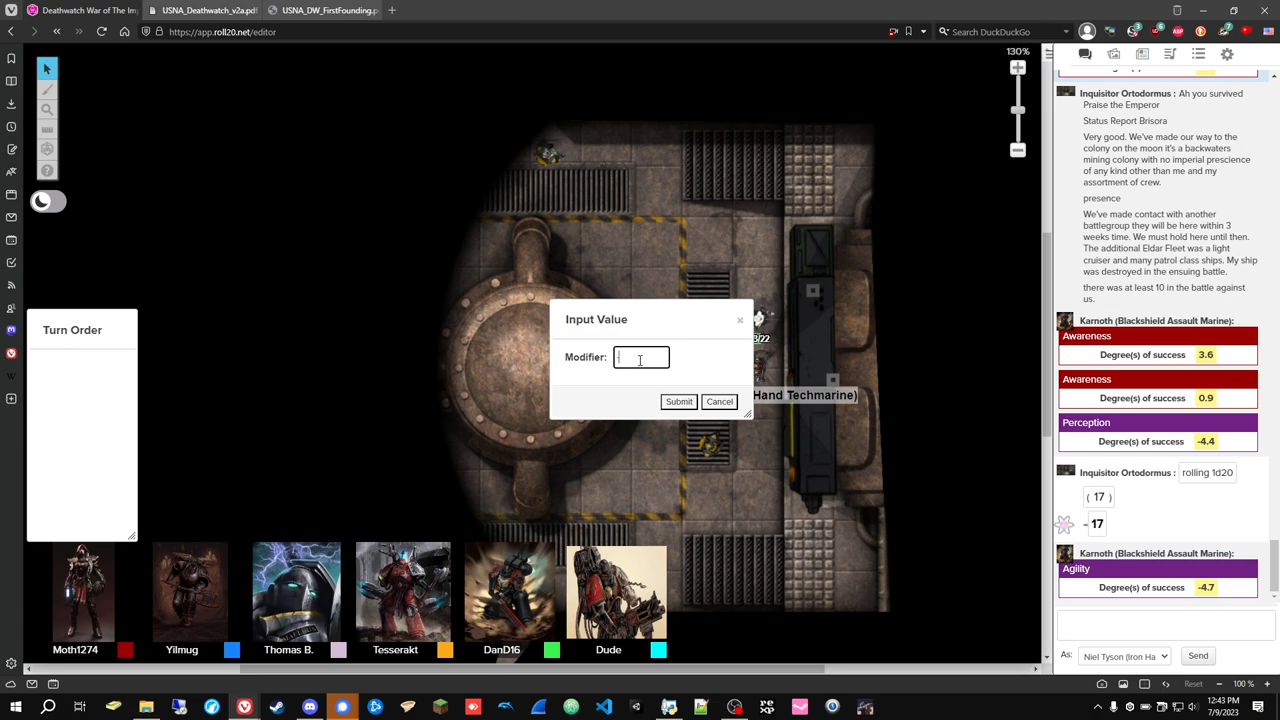 Deathwatch War of The Im
USNA_Deathwatch_v2a.pdf
USNA_DW_FirstFounding.p
https://app.roll20.net/editor
Search DuckDuckGo
130%
Inquisitor Ortodormus : Ah you survived
Praise the Emperor
Status Report Brisora
Very good. We've made our way to the
colony on the moon it's a backwaters
mining colony with no imperial prescience
of any kind other than me and my
assortment of crew.
presence
We've made contact with another
battlegroup they will be here within 3
weeks time. We must hold here until then.
The additional Eldar Fleet was a light
cruiser and many patrol class ships. My ship
was destroyed in the ensuing battle.
there was at least 10 in the battle against
us.
Karnoth (Blackshield Assault Marine):
Awareness
Degree(s) of success 3.6
Awareness
Degree(s) of success 0.9
Perception
Degree(s) of success -4.4
Inquisitor Ortodormus : rolling 1d20
( 17 )
= 17
Karnoth (Blackshield Assault Marine):
Agility
Degree(s) of success -4.7
As: Niel Tyson (Iron Ha
Send
Turn Order
Input Value
Modifier:
Submit
Cancel
/22
Hand Techmarine)
Moth1274
Yilmug
Thomas B.
Tesserakt
DanD16
Dude
Reset
100 %
12:43 PM
7/9/2023